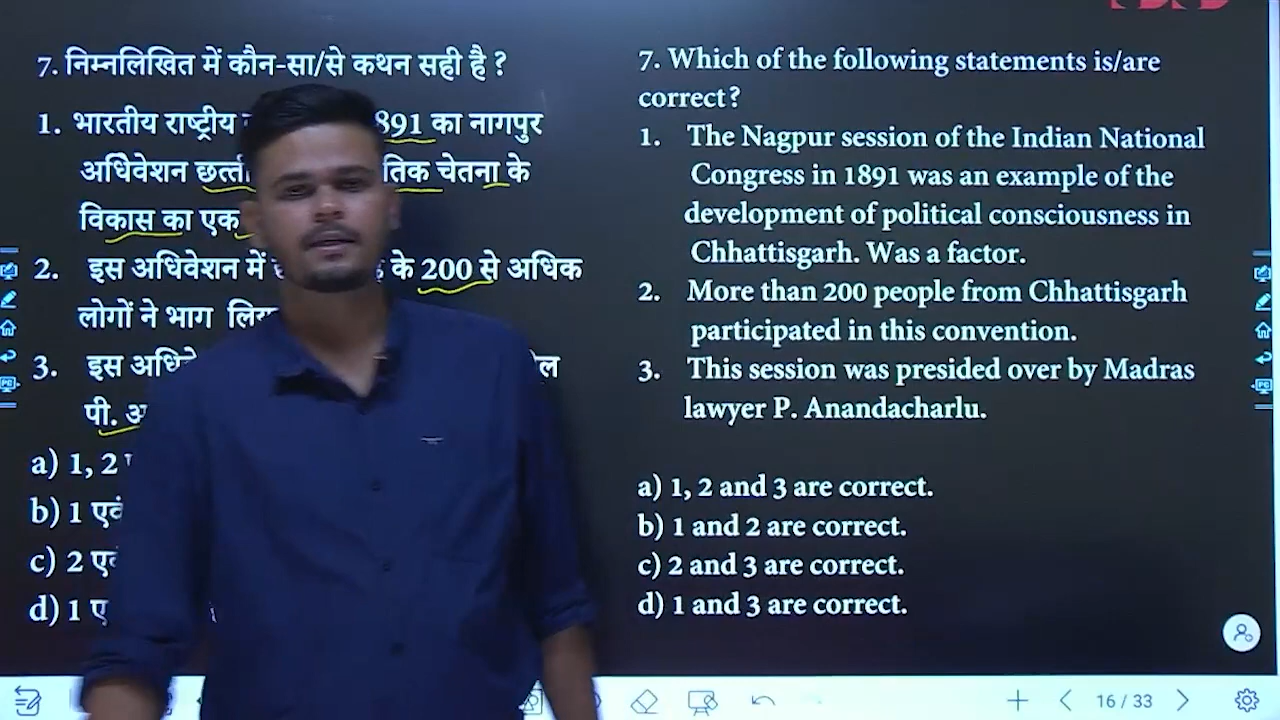 7. निम्नलिखित में कौन-सा/से कथन सही है ?
1. भारतीय राष्ट्रीय 891 का नागपुर
अधिवेशन चेतना के
विकास का एक
2. इस अधिवेशन में के 200 से अधिक
लोगों ने भाग
3. इस
पी.
a) 1, 2
b) 1 एवं
c) 2 एवं
d) 1
7. Which of the following statements is/are
correct?
1. The Nagpur session of the Indian National
Congress in 1891 was an example of the
development of political consciousness in
Chhattisgarh. Was a factor.
2. More than 200 people from Chhattisgarh
participated in this convention.
3. This session was presided over by Madras
lawyer P. Anandacharlu.
a) 1, 2 and 3 are correct.
b) 1 and 2 are correct.
c) 2 and 3 are correct.
d) 1 and 3 are correct.
16 / 33